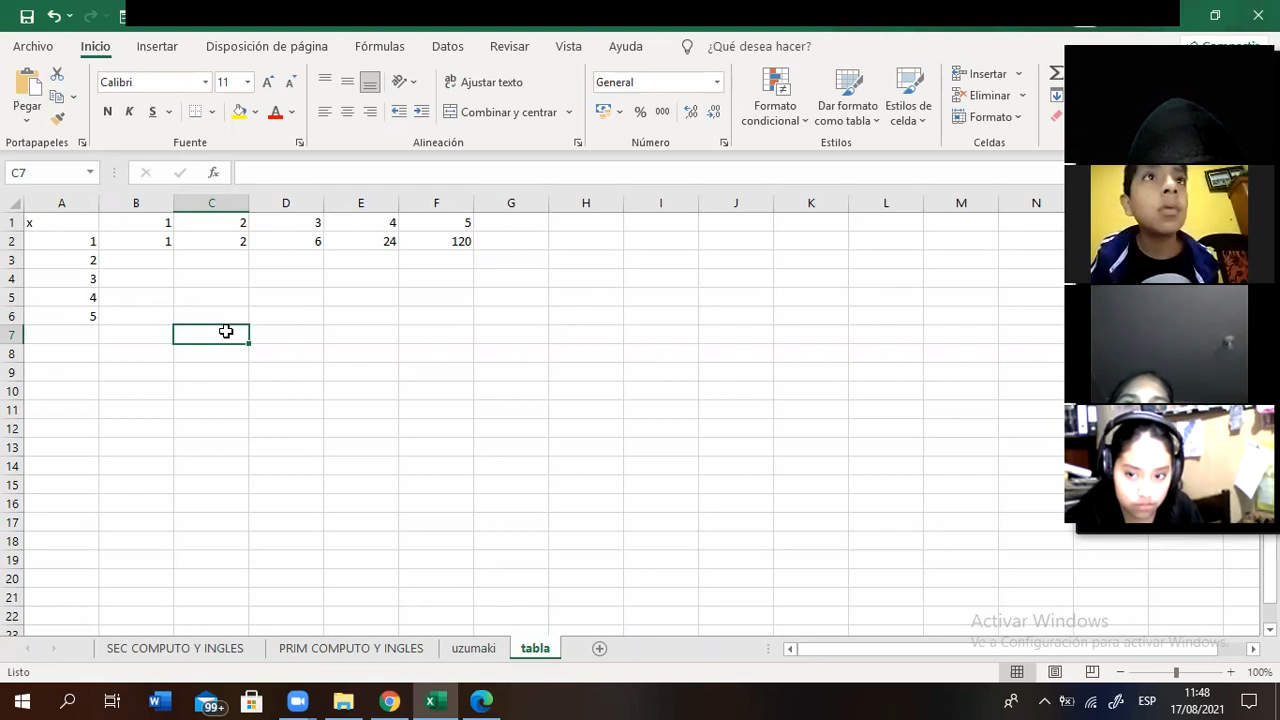 Archivo Inicio Insertar Disposición de página Fórmulas Datos Revisar Vista Ayuda ¿Qué desea hacer?
Calibri 11 Ajustar texto General Insertar
Pegar Formato Dar formato Estilos de Eliminar
N K S Combinar y centrar % 000 condicional como tabla celda Formato
Portapapeles Fuente Alineación Número Estilos Celdas
C7 fx
A B C D E F G H I J K L M N
1 x 1 2 3 4 5
2 1 1 2 6 24 120
3 2
4 3
5 4
6 5
7
8
9
10
11
12
13
14
15
16
17
18
19
20
21
22
23
Activar Windows
Ve a Configuración para activar Windows.
SEC COMPUTO Y INGLES PRIM COMPUTO Y INGLES uzumaki tabla
Listo 100%
99+ ESP 11:48
17/08/2021